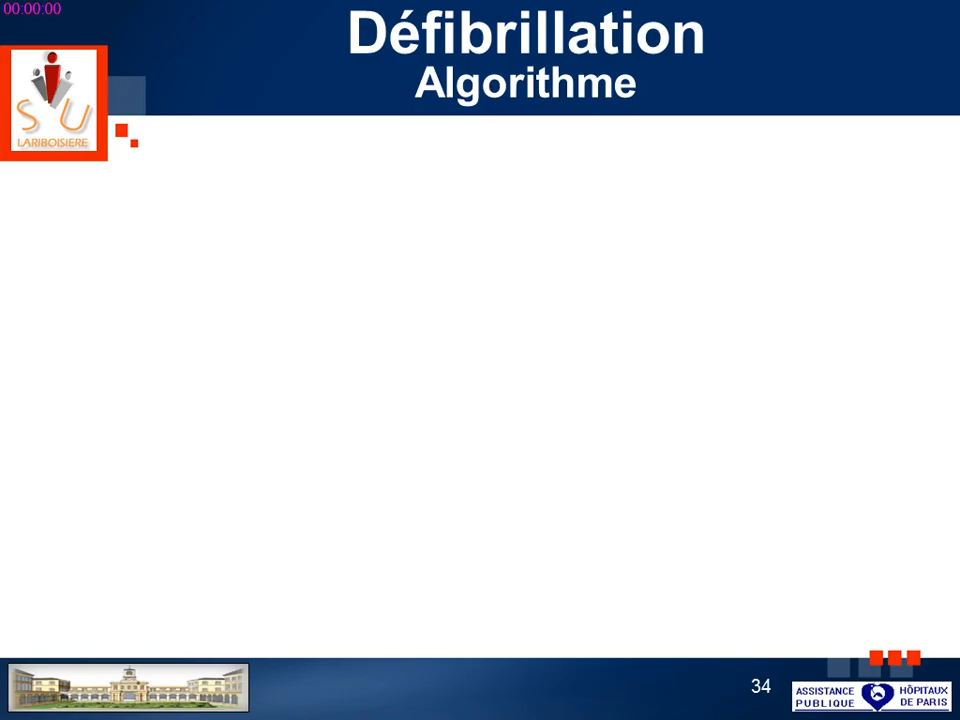 00:00:00
Défibrillation
Algorithme
S U
LARIBOISIERE
34
ASSISTANCE PUBLIQUE
HÔPITAUX DE PARIS